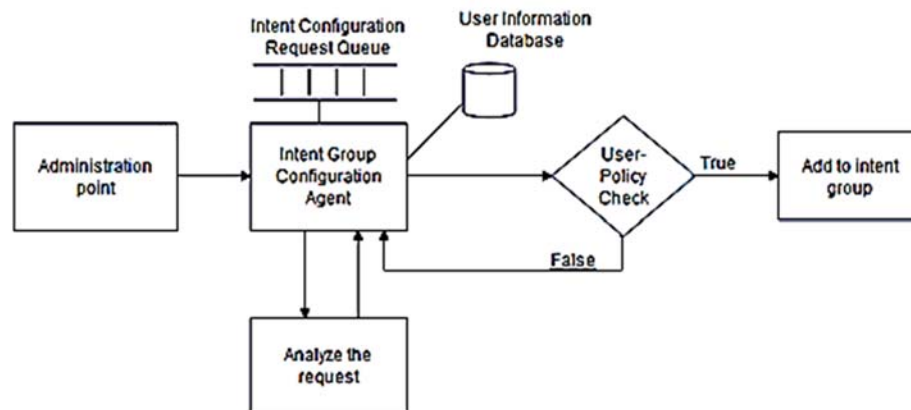 Intent Configuration
Request Queue
User Information
Database
Administration
point
Intent Group
Configuration
Agent
User-
Policy
Check
True
Add to intent
group
False
Analyze the
request